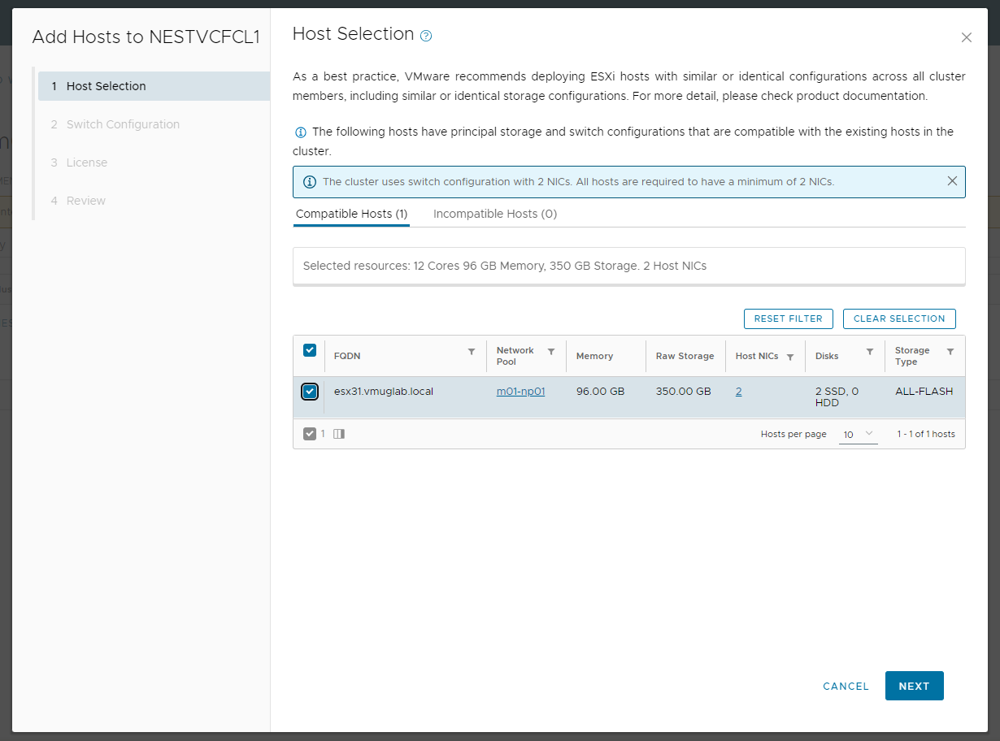 Add Hosts to NESTVCFCL1
1 Host Selection
2 Switch Configuration
3 License
4 Review
Host Selection
As a best practice, VMware recommends deploying ESXi hosts with similar or identical configurations across all cluster
members, including similar or identical storage configurations. For more detail, please check product documentation.
The following hosts have principal storage and switch configurations that are compatible with the existing hosts in the
cluster.
The cluster uses switch configuration with 2 NICs. All hosts are required to have a minimum of 2 NICs.
Compatible Hosts (1) Incompatible Hosts (0)
Selected resources: 12 Cores 96 GB Memory, 350 GB Storage. 2 Host NICs
RESET FILTER CLEAR SELECTION
FQDN Network Pool Memory Raw Storage Host NICs Disks Storage Type
esx31.vmuglab.local m01-np01 96.00 GB 350.00 GB 2 2 SSD, 0 HDD ALL-FLASH
1 Hosts per page 10 1 - 1 of 1 hosts
CANCEL NEXT